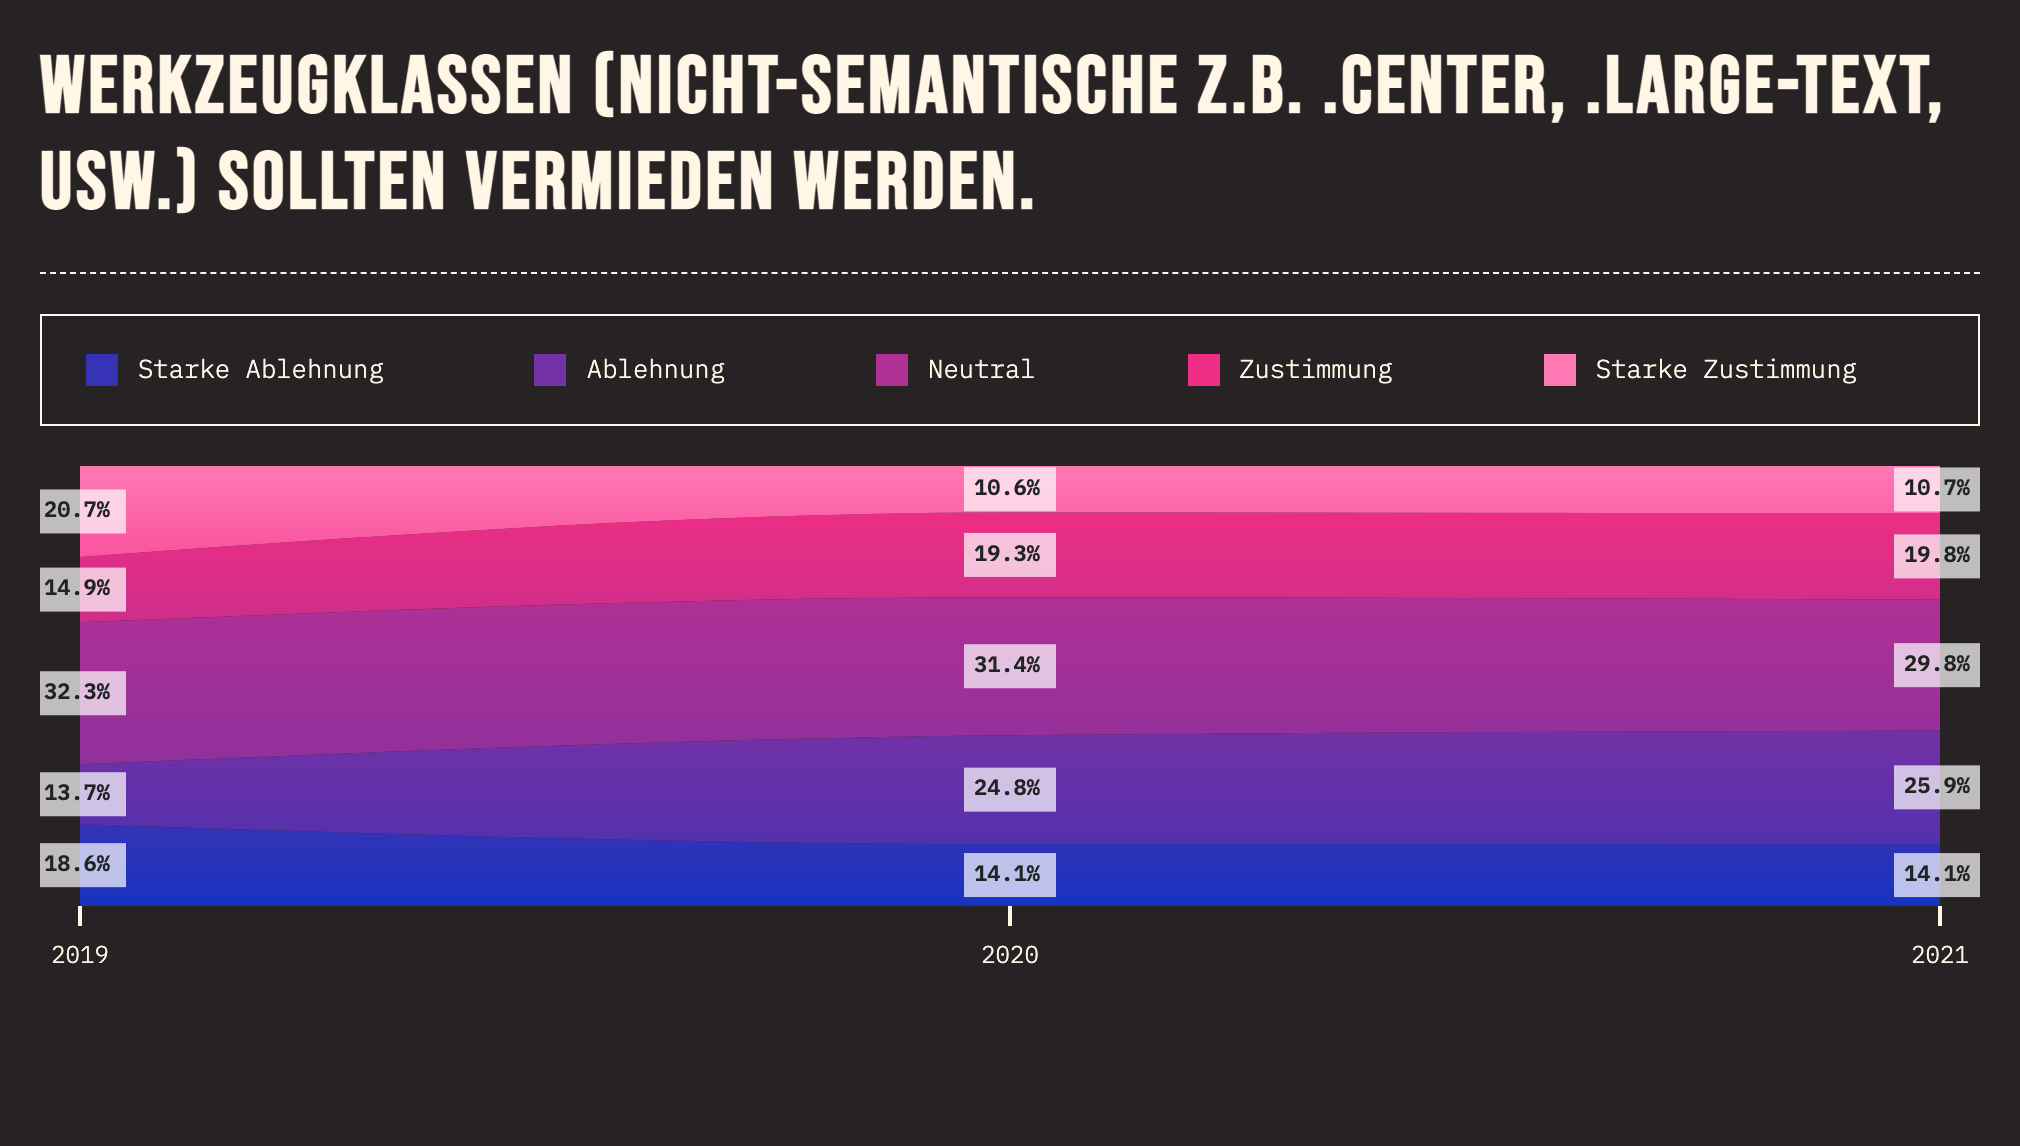 WERKZEUGKLASSEN (NICHT-SEMANTISCHE Z.B. .CENTER, .LARGE-TEXT,
USW.) SOLLTEN VERMIEDEN WERDEN.
Starke Ablehnung
Ablehnung
Neutral
Zustimmung
Starke Zustimmung
20.7%
14.9%
32.3%
13.7%
18.6%
10.6%
19.3%
31.4%
24.8%
14.1%
10.7%
19.8%
29.8%
25.9%
14.1%
2019
2020
2021